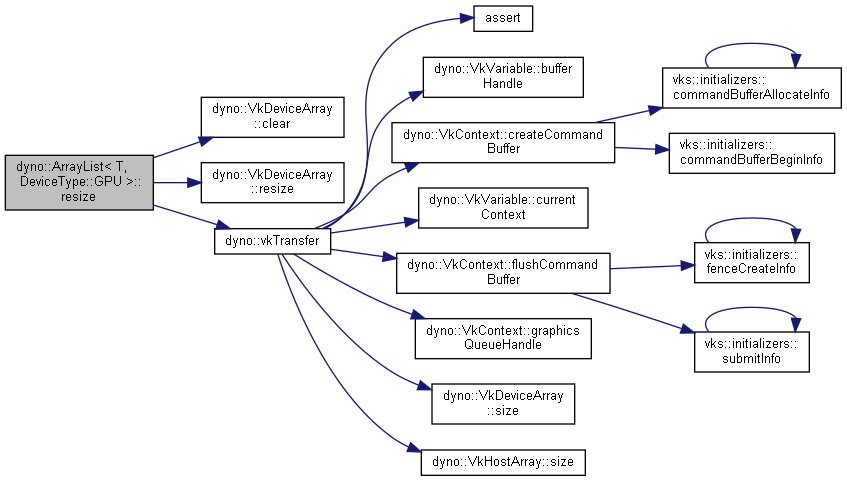 dyno::ArrayList< T,
DeviceType::GPU >::
resize
dyno::VkDeviceArray
::clear
dyno::VkDeviceArray
::resize
dyno::vkTransfer
assert
dyno::VkVariable::buffer
Handle
dyno::VkContext::createCommand
Buffer
dyno::VkVariable::current
Context
dyno::VkContext::flushCommand
Buffer
dyno::VkContext::graphics
QueueHandle
dyno::VkDeviceArray
::size
dyno::VkHostArray::size
vks::initializers::
commandBufferAllocateInfo
vks::initializers::
commandBufferBeginInfo
vks::initializers::
fenceCreateInfo
vks::initializers::
submitInfo